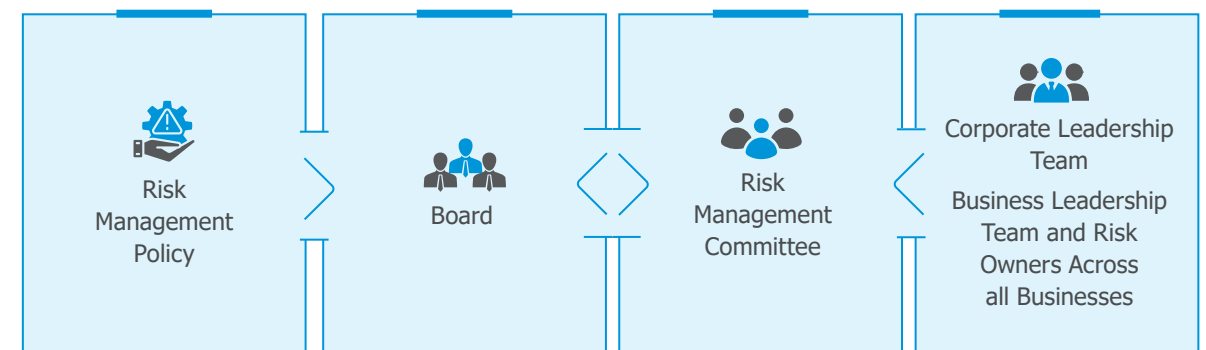 Risk
Management
Policy
Board
Risk
Management
Committee
Corporate Leadership
Team
Business Leadership
Team and Risk
Owners Across
all Businesses